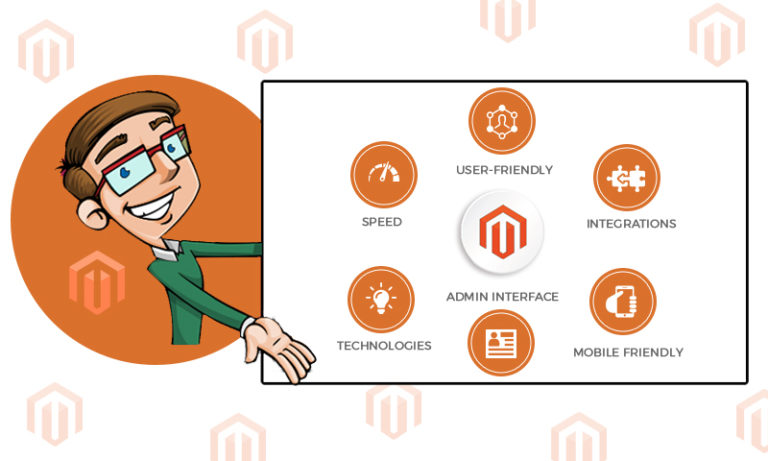 USER-FRIENDLY
SPEED
INTEGRATIONS
ADMIN INTERFACE
TECHNOLOGIES
MOBILE FRIENDLY